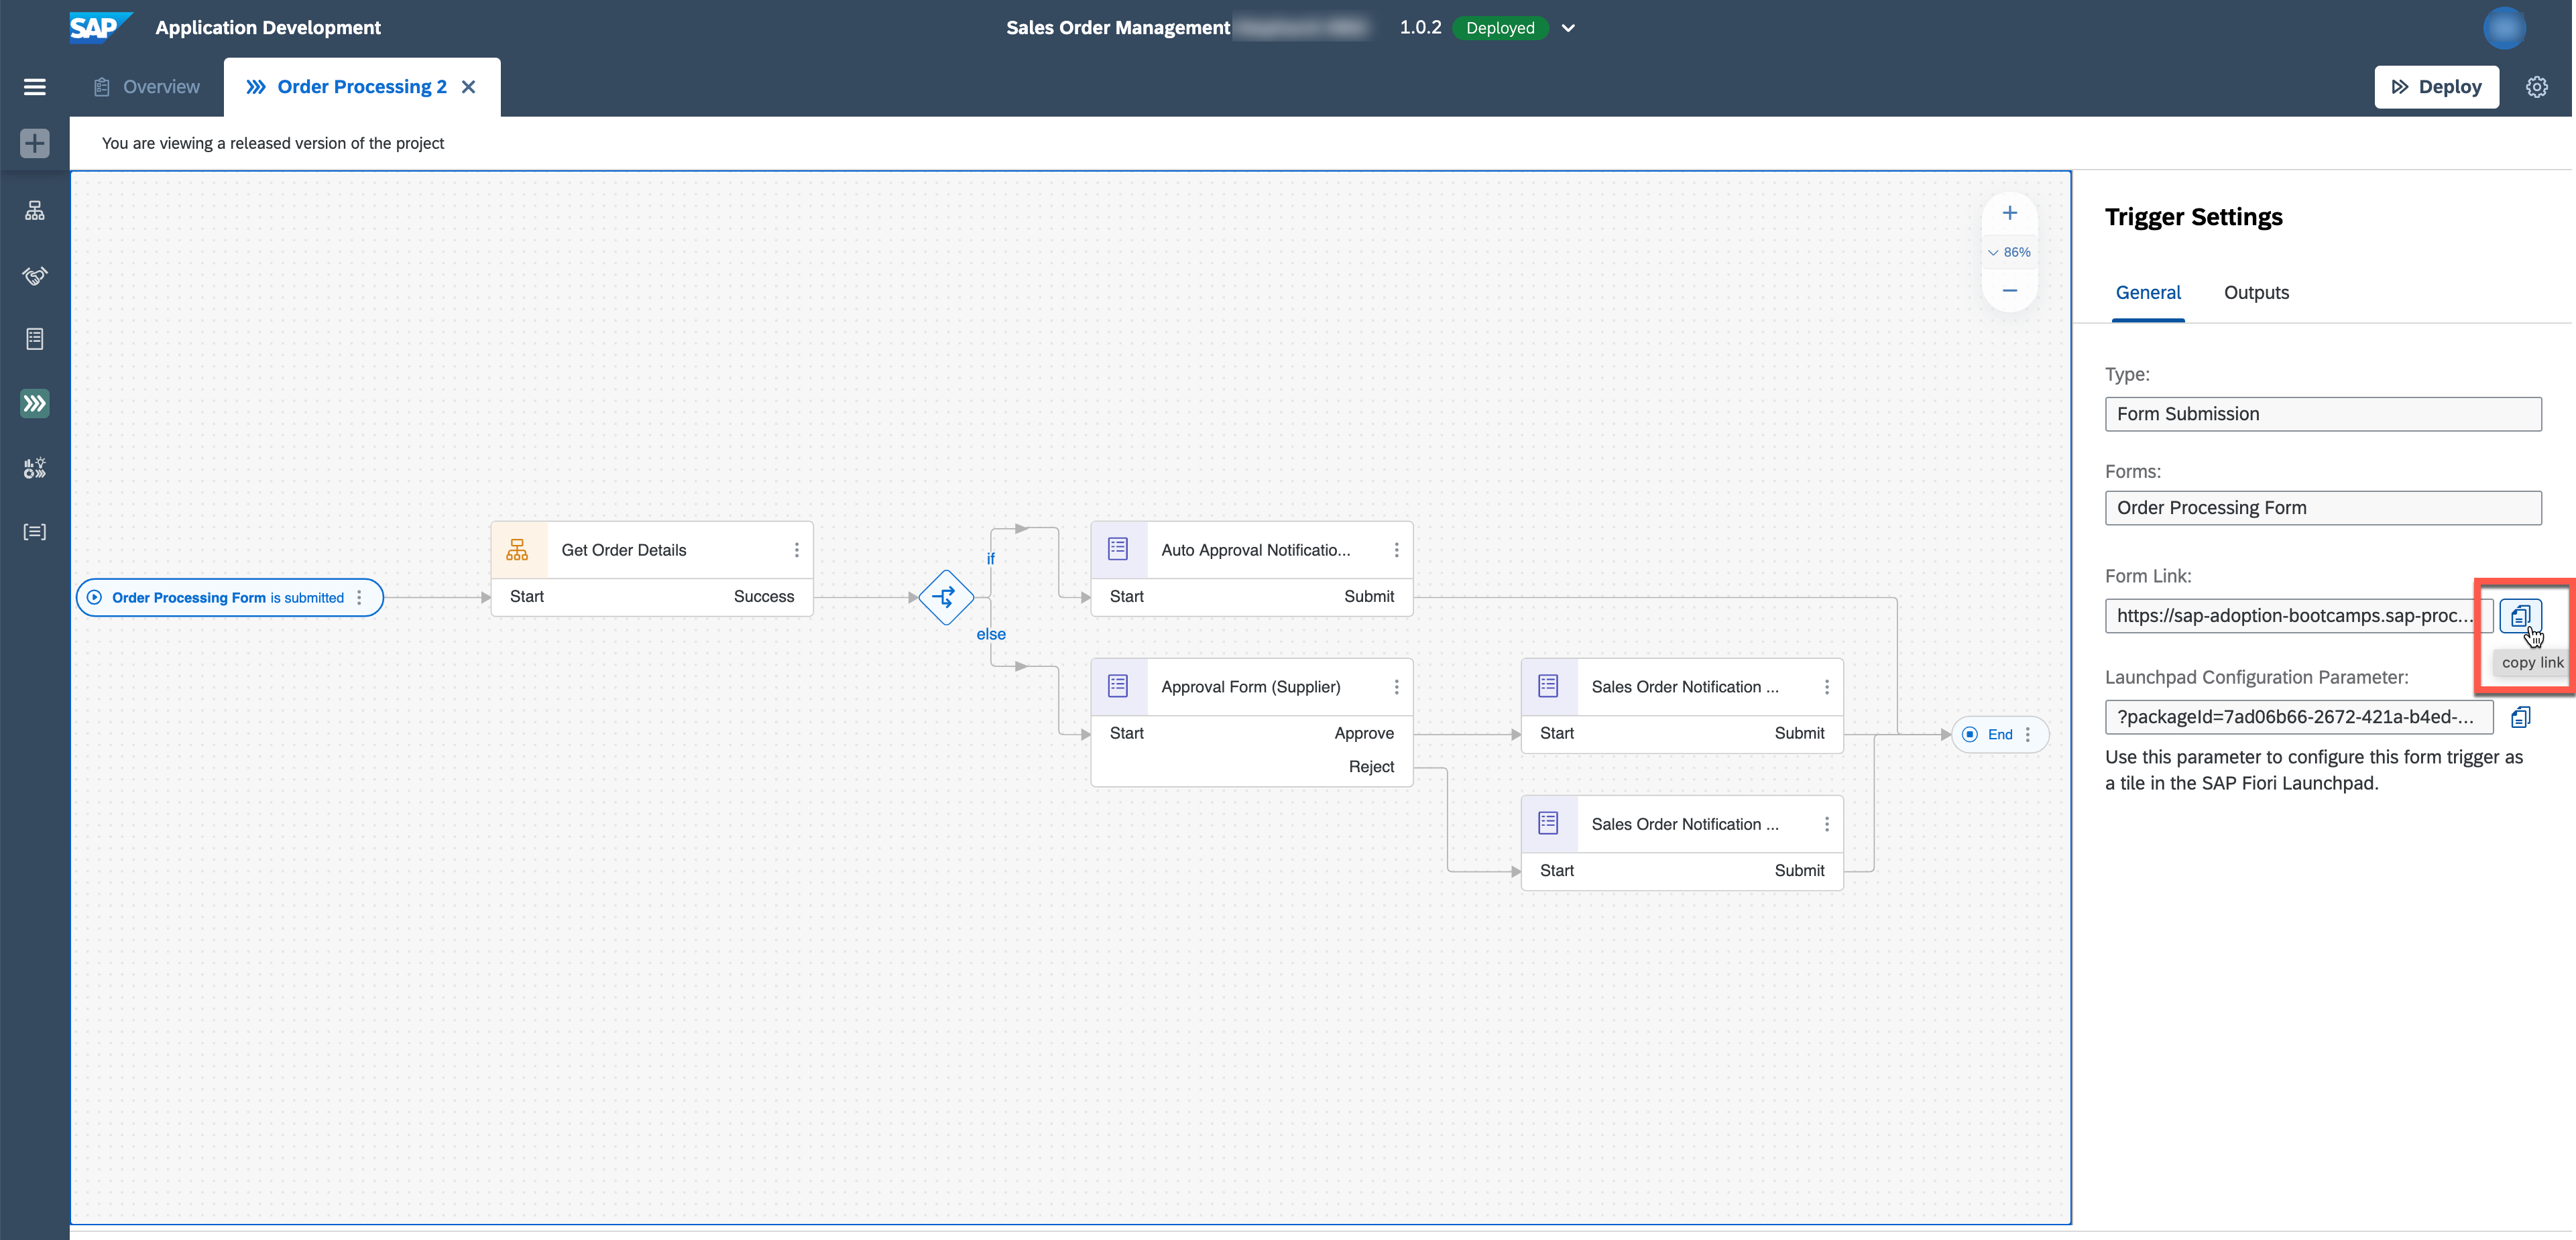 SAP Application Development
Sales Order Management
1.0.2 Deployed
Overview
Order Processing 2
Deploy
You are viewing a released version of the project
86%
Order Processing Form is submitted
Get Order Details
Start Success
if
else
Auto Approval Notificatio...
Start Submit
Approval Form (Supplier)
Start Approve
Reject
Sales Order Notification ...
Start Submit
Sales Order Notification ...
Start Submit
End
Trigger Settings
General Outputs
Type:
Form Submission
Forms:
Order Processing Form
Form Link:
https://sap-adoption-bootcamps.sap-proc...
copy link
Launchpad Configuration Parameter:
?packageId=7ad06b66-2672-421a-b4ed-...
Use this parameter to configure this form trigger as
a tile in the SAP Fiori Launchpad.